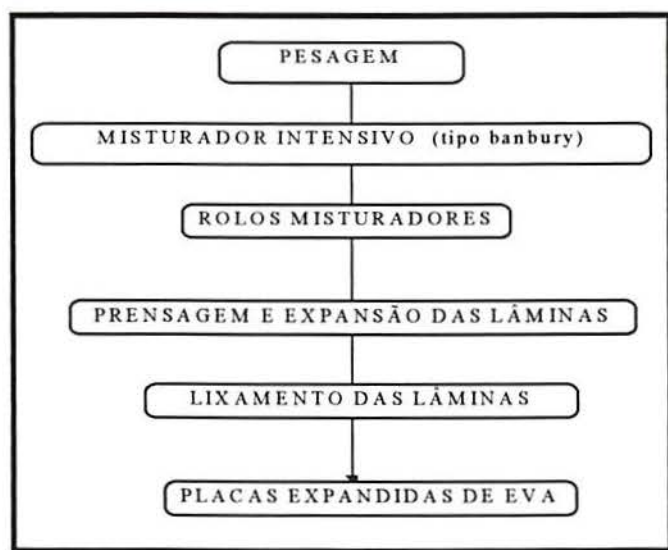 PESAGEM
MISTURADOR INTENSIVO (tipo banbury)
ROLOS MISTURADORES
PRENSAGEM E EXPANSÃO DAS LÂMINAS
LIXAMENTO DAS LÂMINAS
PLACAS EXPANDIDAS DE EVA